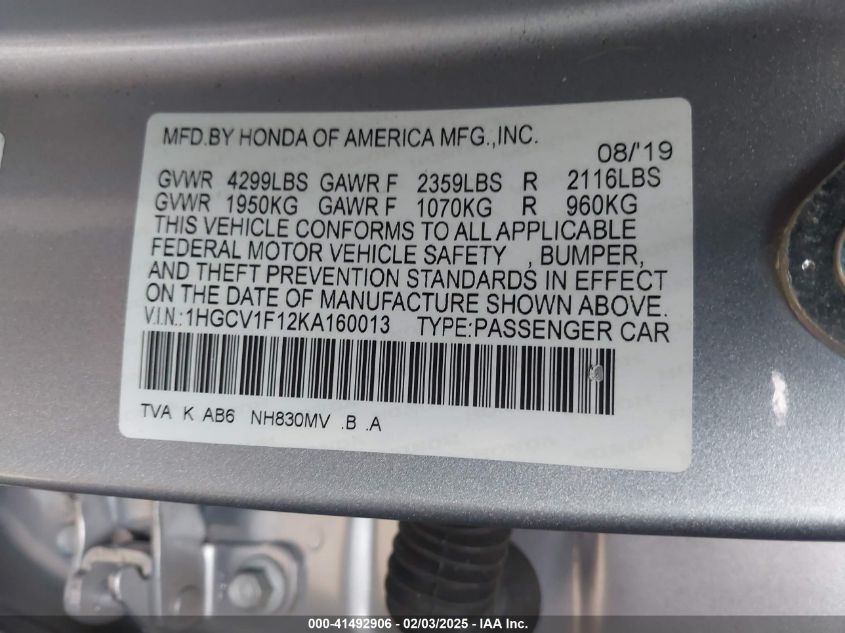 MFD.BY HONDA OF AMERICA MFG.,INC.
08/'19
GVWR 4299LBS GAWR F 2359LBS R 2116LBS
GVWR 1950KG GAWR F 1070KG R 960KG
THIS VEHICLE CONFORMS TO ALL APPLICABLE
FEDERAL MOTOR VEHICLE SAFETY , BUMPER,
AND THEFT PREVENTION STANDARDS IN EFFECT
ON THE DATE OF MANUFACTURE SHOWN ABOVE.
V.I.N.:1HGCV1F12KA160013 TYPE:PASSENGER CAR
TVA K AB6 NH830MV .B .A
000-41492906 - 02/03/2025 - IAA Inc.